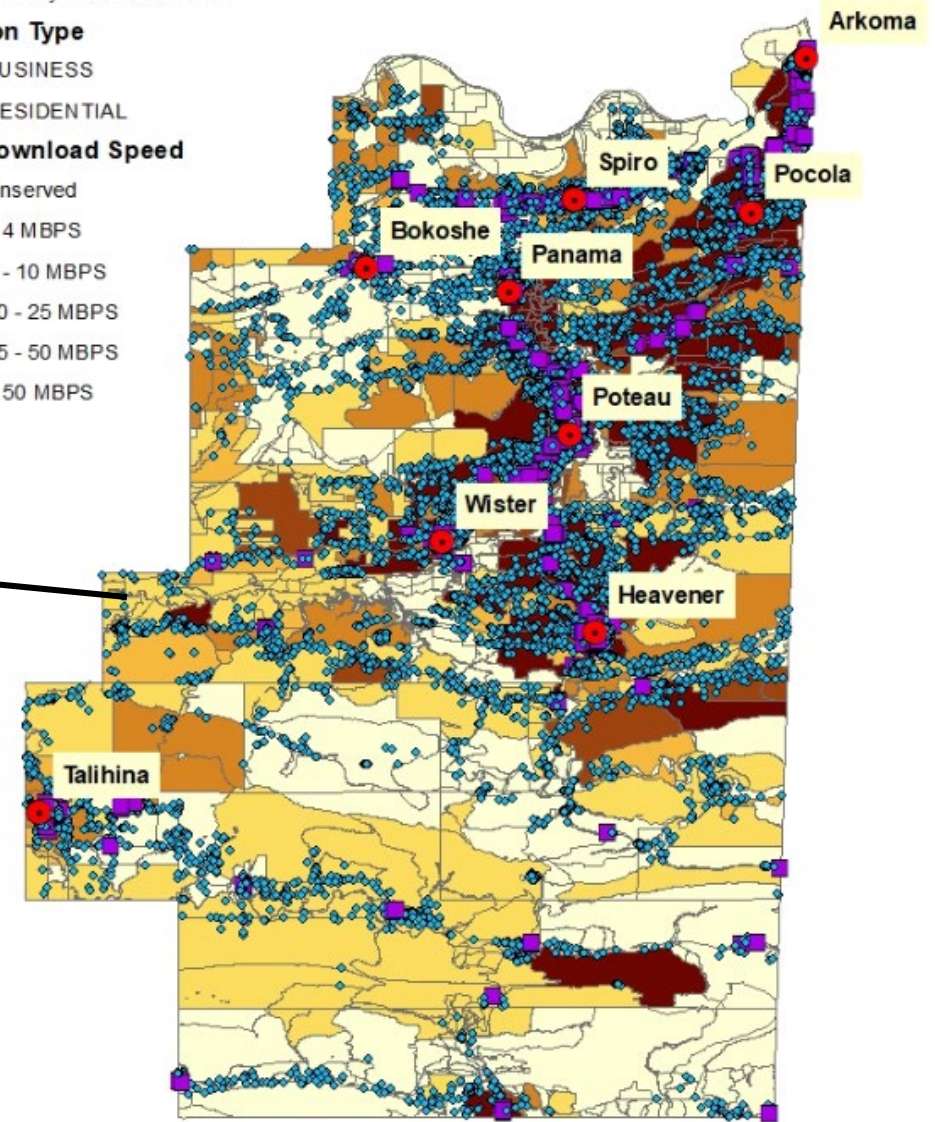 on Type
USINESS
ESIDENTIAL
ownload Speed
nserved
4 MBPS
- 10 MBPS
0 - 25 MBPS
5 - 50 MBPS
50 MBPS
Arkoma
Spiro
Pocola
Bokoshe
Panama
Poteau
Wister
Heavener
Talihina